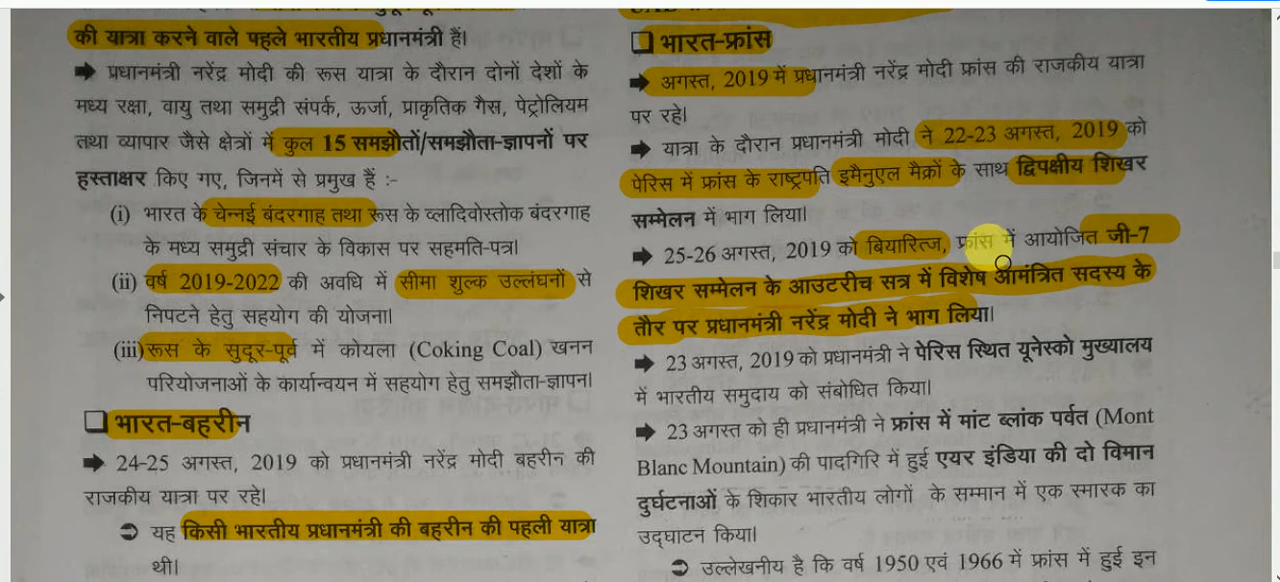 की यात्रा करने वाले पहले भारतीय प्रधानमंत्री हैं।
➡ प्रधानमंत्री नरेंद्र मोदी की रूस यात्रा के दौरान दोनों देशों के
मध्य रक्षा, वायु तथा समुद्री संपर्क, ऊर्जा, प्राकृतिक गैस, पेट्रोलियम
तथा व्यापार जैसे क्षेत्रों में कुल 15 समझौतों/समझौता-ज्ञापनों पर
हस्ताक्षर किए गए, जिनमें से प्रमुख हैं :-
(i) भारत के चेन्नई बंदरगाह तथा रूस के व्लादिवोस्तोक बंदरगाह
के मध्य समुद्री संचार के विकास पर सहमति-पत्र।
(ii) वर्ष 2019-2022 की अवधि में सीमा शुल्क उल्लंघनों से
निपटने हेतु सहयोग की योजना।
(iii) रूस के सुदूर-पूर्व में कोयला (Coking Coal) खनन
परियोजनाओं के कार्यान्वयन में सहयोग हेतु समझौता-ज्ञापन।
❑ भारत-बहरीन
➡ 24-25 अगस्त, 2019 को प्रधानमंत्री नरेंद्र मोदी बहरीन की
राजकीय यात्रा पर रहे।
➲ यह किसी भारतीय प्रधानमंत्री की बहरीन की पहली यात्रा
थी।
❑ भारत-फ्रांस
➡ अगस्त, 2019 में प्रधानमंत्री नरेंद्र मोदी फ्रांस की राजकीय यात्रा
पर रहे।
➡ यात्रा के दौरान प्रधानमंत्री मोदी ने 22-23 अगस्त, 2019 को
पेरिस में फ्रांस के राष्ट्रपति इमैनुएल मैक्रों के साथ द्विपक्षीय शिखर
सम्मेलन में भाग लिया।
➡ 25-26 अगस्त, 2019 को बियारित्ज, फ्रांस में आयोजित जी-7
शिखर सम्मेलन के आउटरीच सत्र में विशेष आमंत्रित सदस्य के
तौर पर प्रधानमंत्री नरेंद्र मोदी ने भाग लिया।
➡ 23 अगस्त, 2019 को प्रधानमंत्री ने पेरिस स्थित यूनेस्को मुख्यालय
में भारतीय समुदाय को संबोधित किया।
➡ 23 अगस्त को ही प्रधानमंत्री ने फ्रांस में मांट ब्लांक पर्वत (Mont
Blanc Mountain) की पादगिरि में हुई एयर इंडिया की दो विमान
दुर्घटनाओं के शिकार भारतीय लोगों के सम्मान में एक स्मारक का
उद्घाटन किया।
➲ उल्लेखनीय है कि वर्ष 1950 एवं 1966 में फ्रांस में हुई इन